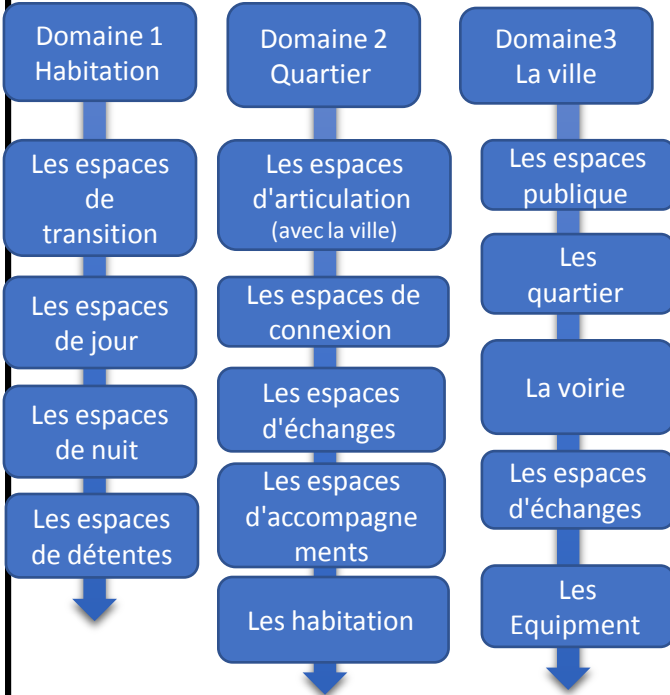 Domaine 1
Habitation
Les espaces
de
transition
Les espaces
de jour
Les espaces
de nuit
Les espaces
de détentes
Domaine 2
Quartier
Les espaces
d'articulation
(avec la ville)
Les espaces de
connexion
Les espaces
d'échanges
Les espaces
d'accompagne
ments
Les habitation
Domaine3
La ville
Les espaces
publique
Les
quartier
La voirie
Les espaces
d'échanges
Les
Equipment